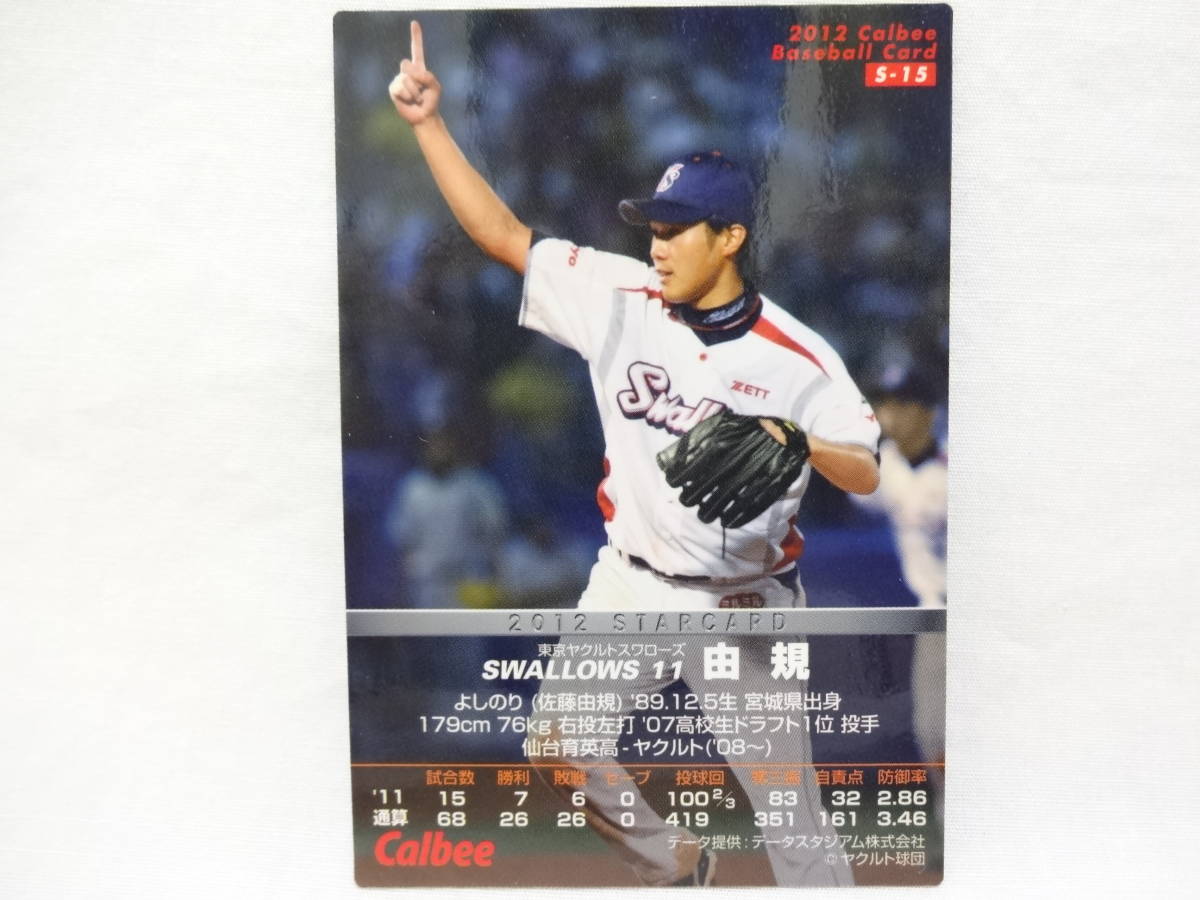 2012 Calbee
Baseball Card
S-15
ZETT
Swall
ミルミル
2012 STARCARD
東京ヤクルトスワローズ
SWALLOWS 11 由規
よしのり (佐藤由規) '89.12.5生 宮城県出身
179cm 76kg 右投左打 '07高校生ドラフト1位 投手
仙台育英高-ヤクルト('08〜)
試合数 勝利 敗戦 セーブ 投球回 奪三振 自責点 防御率
'11 15 7 6 0 100 2/3 83 32 2.86
通算 68 26 26 0 419 351 161 3.46
Calbee
データ提供:データスタジアム株式会社
©ヤクルト球団